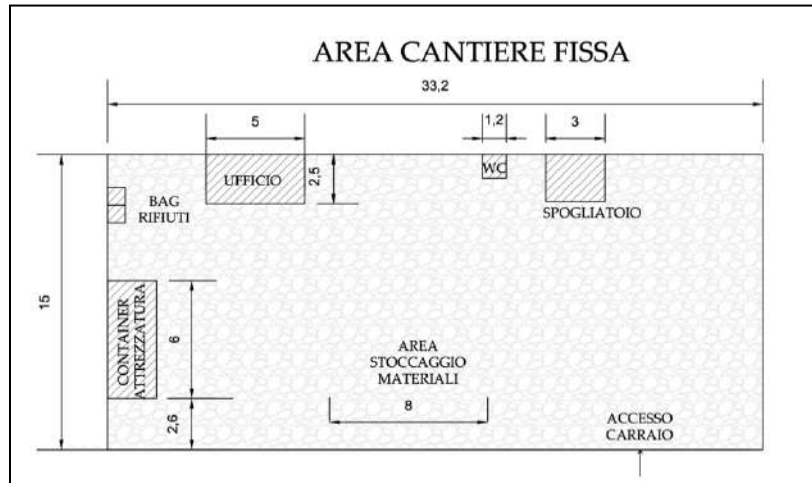 AREA CANTIERE FISSA
33,2
5
1,2
3
UFFICIO
2,5
WC
BAG
RIFIUTI
SPOGLIATOIO
15
CONTAINER
ATTREZZATURA
6
AREA
STOCCAGGIO
MATERIALI
8
2,6
ACCESSO
CARRAIO